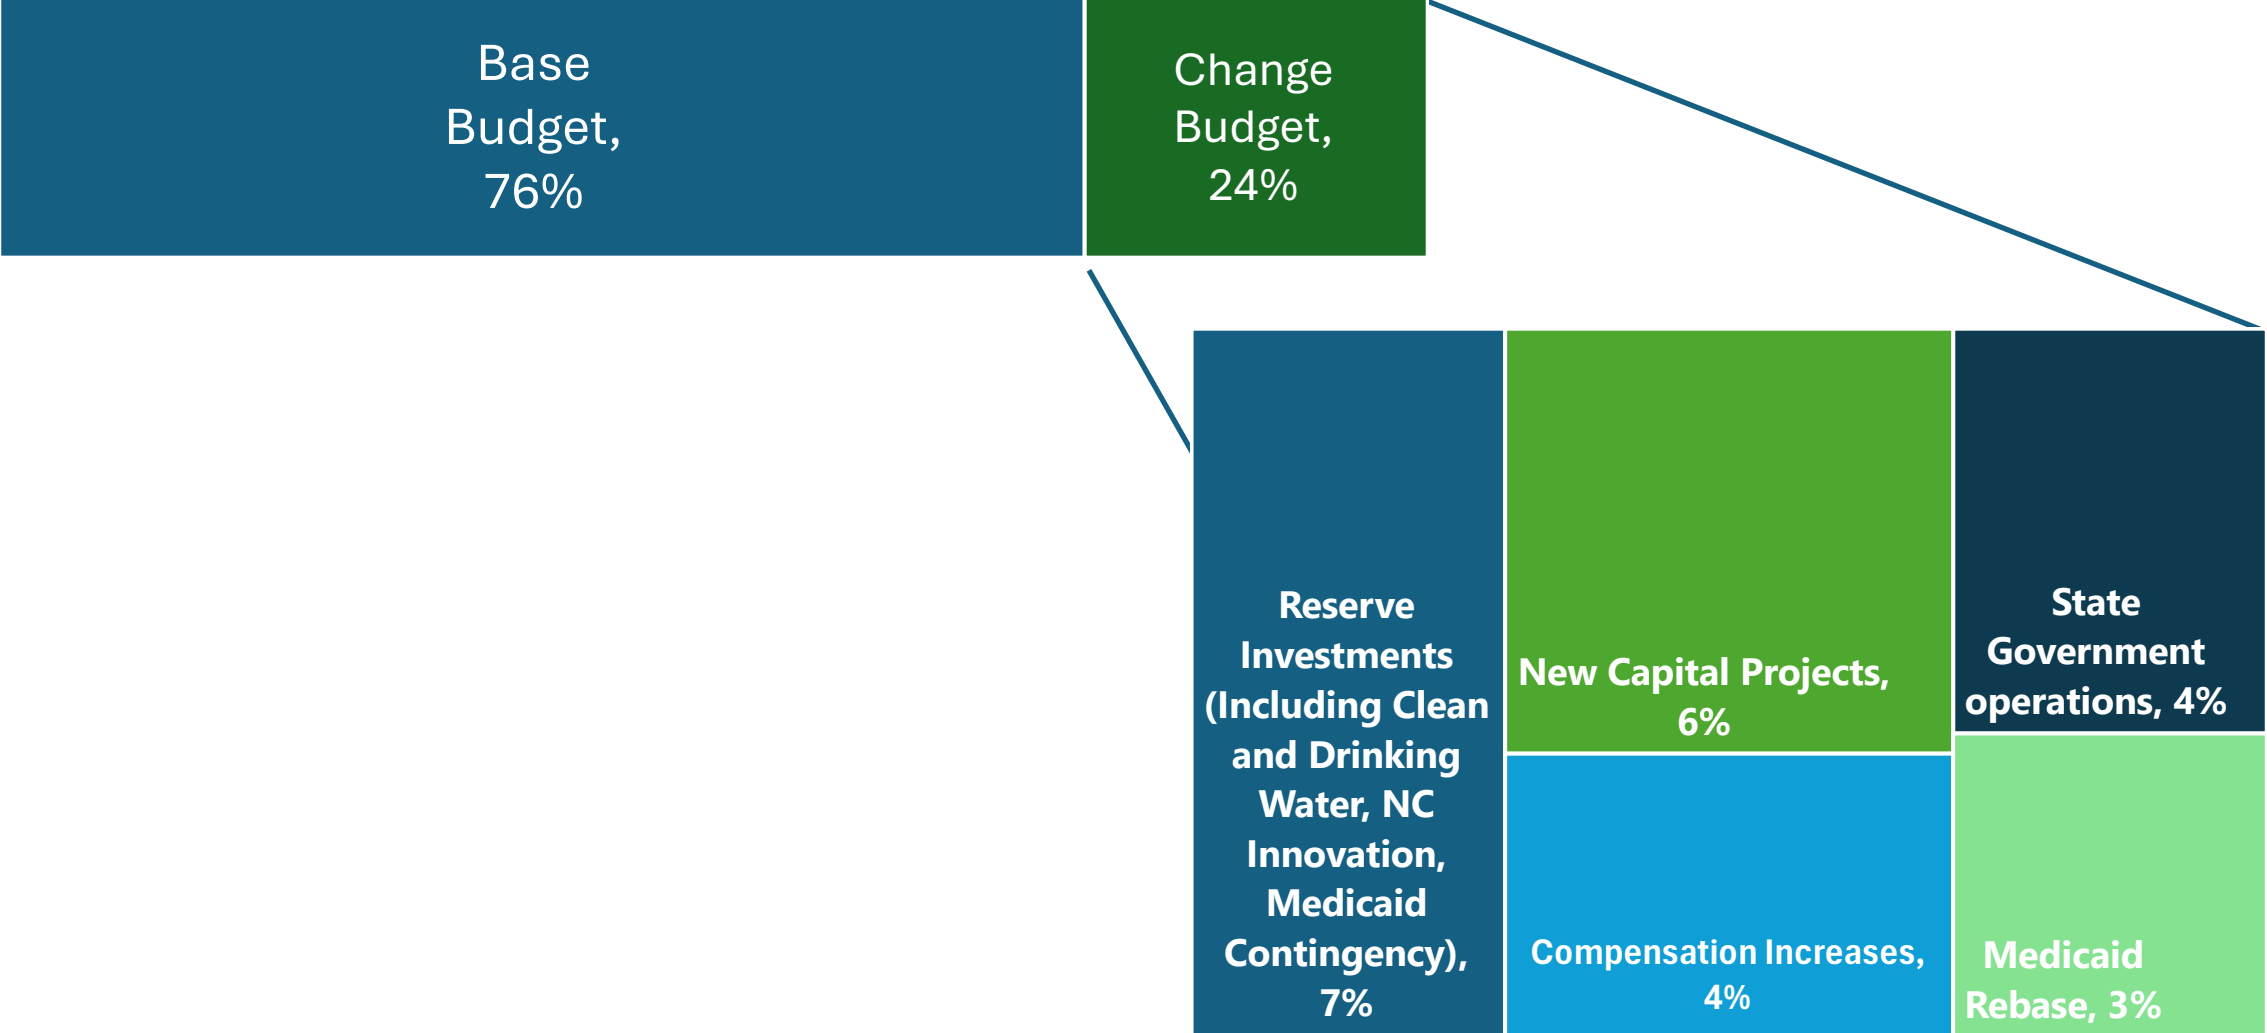 Base
Budget,
76%
Change
Budget,
24%
Reserve
Investments
(Including Clean
and Drinking
Water, NC
Innovation,
Medicaid
Contingency),
7%
New Capital Projects,
6%
Compensation Increases,
4%
State
Government
operations, 4%
Medicaid
Rebase, 3%